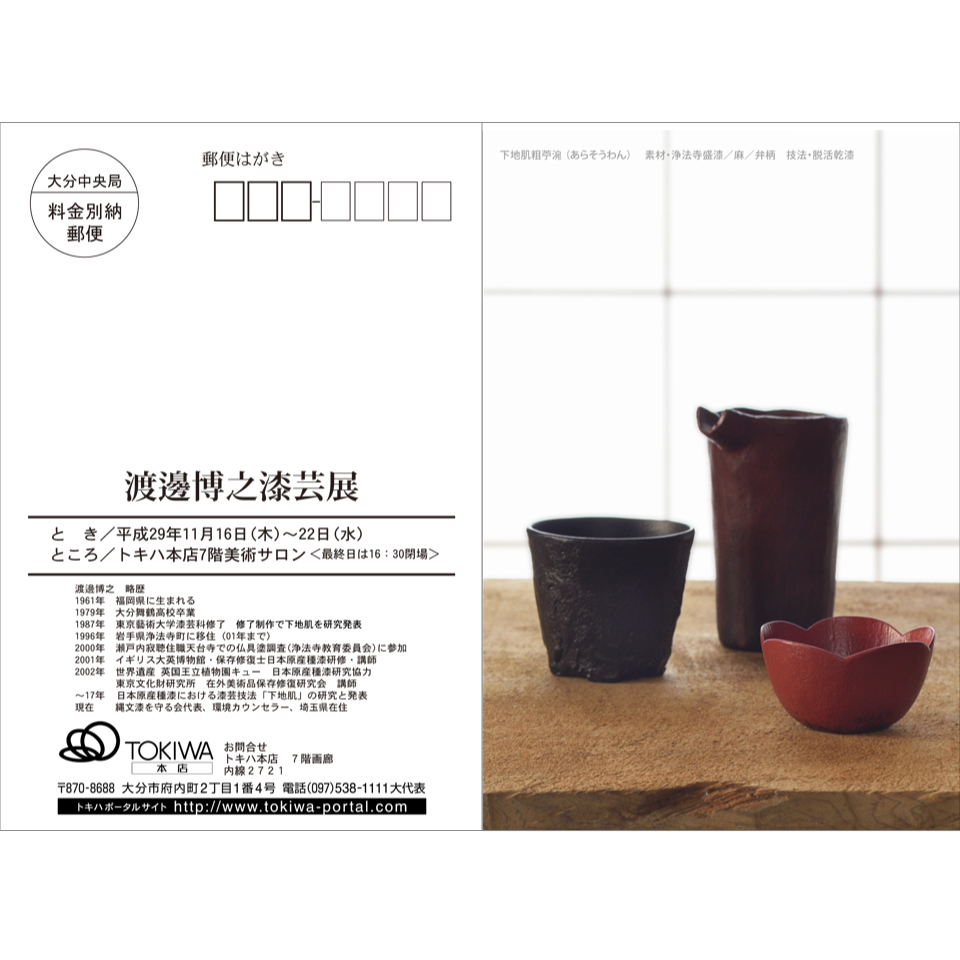 郵便はがき
大分中央局
料金別納
郵便
渡邊博之漆芸展
と　き／平成29年11月16日(木)～22日(水)
ところ／トキハ本店7階美術サロン＜最終日は16：30閉場＞
渡邊博之　略歴
1961年　福岡県に生まれる
1979年　大分舞鶴高校卒業
1987年　東京藝術大学漆芸科修了　修了制作で下地肌を研究発表
1996年　岩手県浄法寺町に移住（01年まで）
2000年　瀬戸内寂聴住職天台寺での仏具塗調査（浄法寺教育委員会）に参加
2001年　イギリス大英博物館・保存修復士日本原産種漆研修・講師
2002年　世界遺産 英国王立植物園キュー　日本原産種漆研究協力
東京文化財研究所　在外美術品保存修復研究会　講師
～17年　日本原産種漆における漆芸技法「下地肌」の研究と発表
現在　縄文漆を守る会代表、環境カウンセラー、埼玉県在住
TOKIWA
本店
お問合せ
トキハ本店　7階画廊
内線2721
〒870-8688 大分市府内町2丁目1番4号 電話(097)538-1111大代表
トキハポータルサイト http://www.tokiwa-portal.com
下地肌粗茡淧（あらそうわん）　素材・浄法寺盛漆／麻／弁柄　技法・脱活乾漆